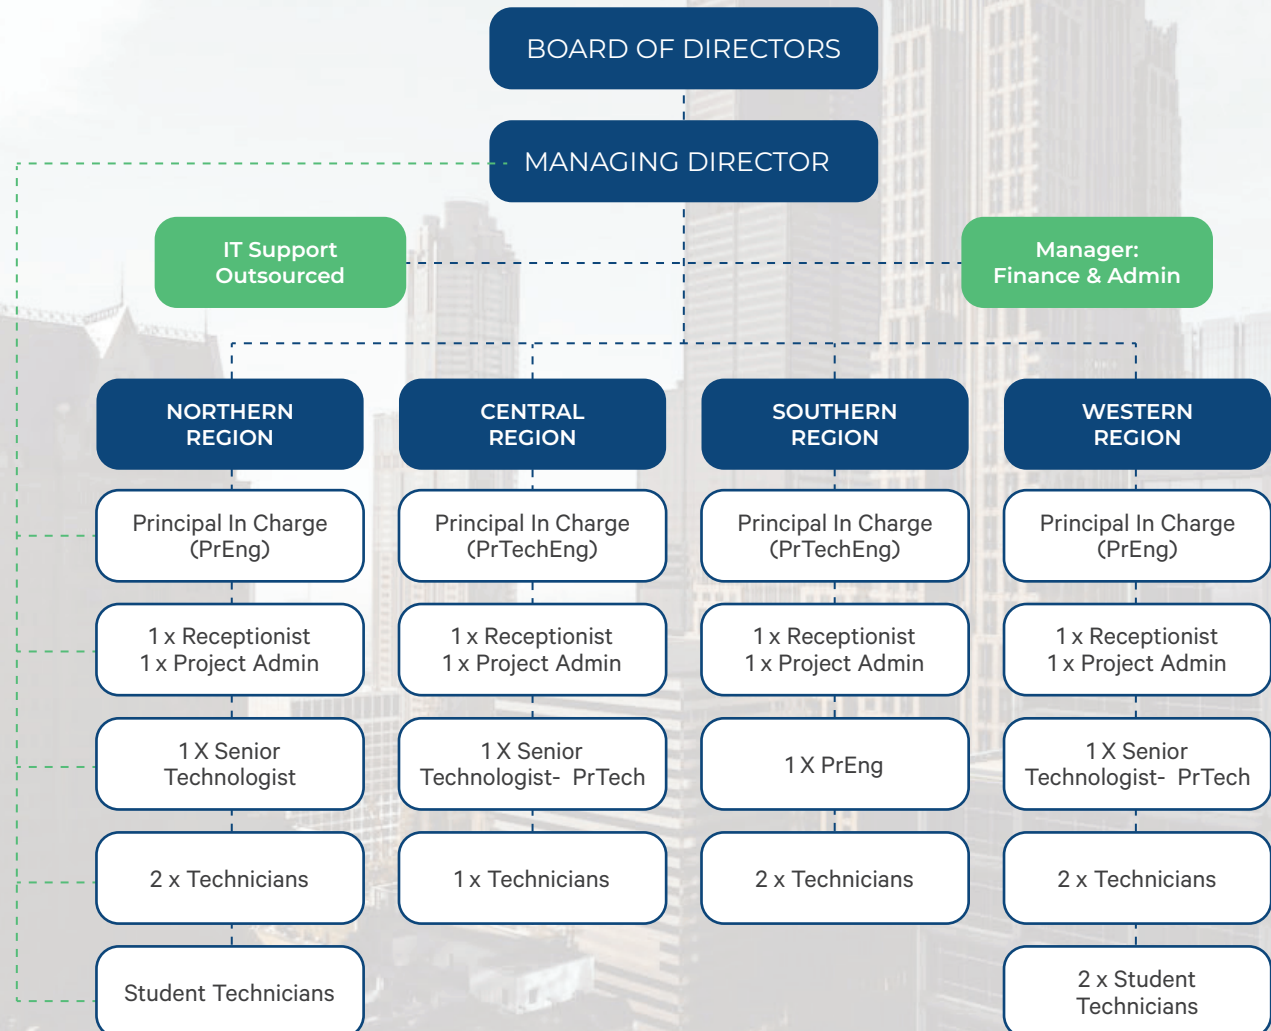 BOARD OF DIRECTORS
MANAGING DIRECTOR
IT Support
Outsourced
Manager:
Finance & Admin
NORTHERN
REGION
CENTRAL
REGION
SOUTHERN
REGION
WESTERN
REGION
Principal In Charge
(PrEng)
Principal In Charge
(PrTechEng)
Principal In Charge
(PrTechEng)
Principal In Charge
(PrEng)
1 x Receptionist
1 x Project Admin
1 x Receptionist
1 x Project Admin
1 x Receptionist
1 x Project Admin
1 x Receptionist
1 x Project Admin
1 X Senior
Technologist
1 X Senior
Technologist- PrTech
1 X PrEng
1 X Senior
Technologist- PrTech
2 x Technicians
1 x Technicians
2 x Technicians
2 x Technicians
Student Technicians
2 x Student
Technicians